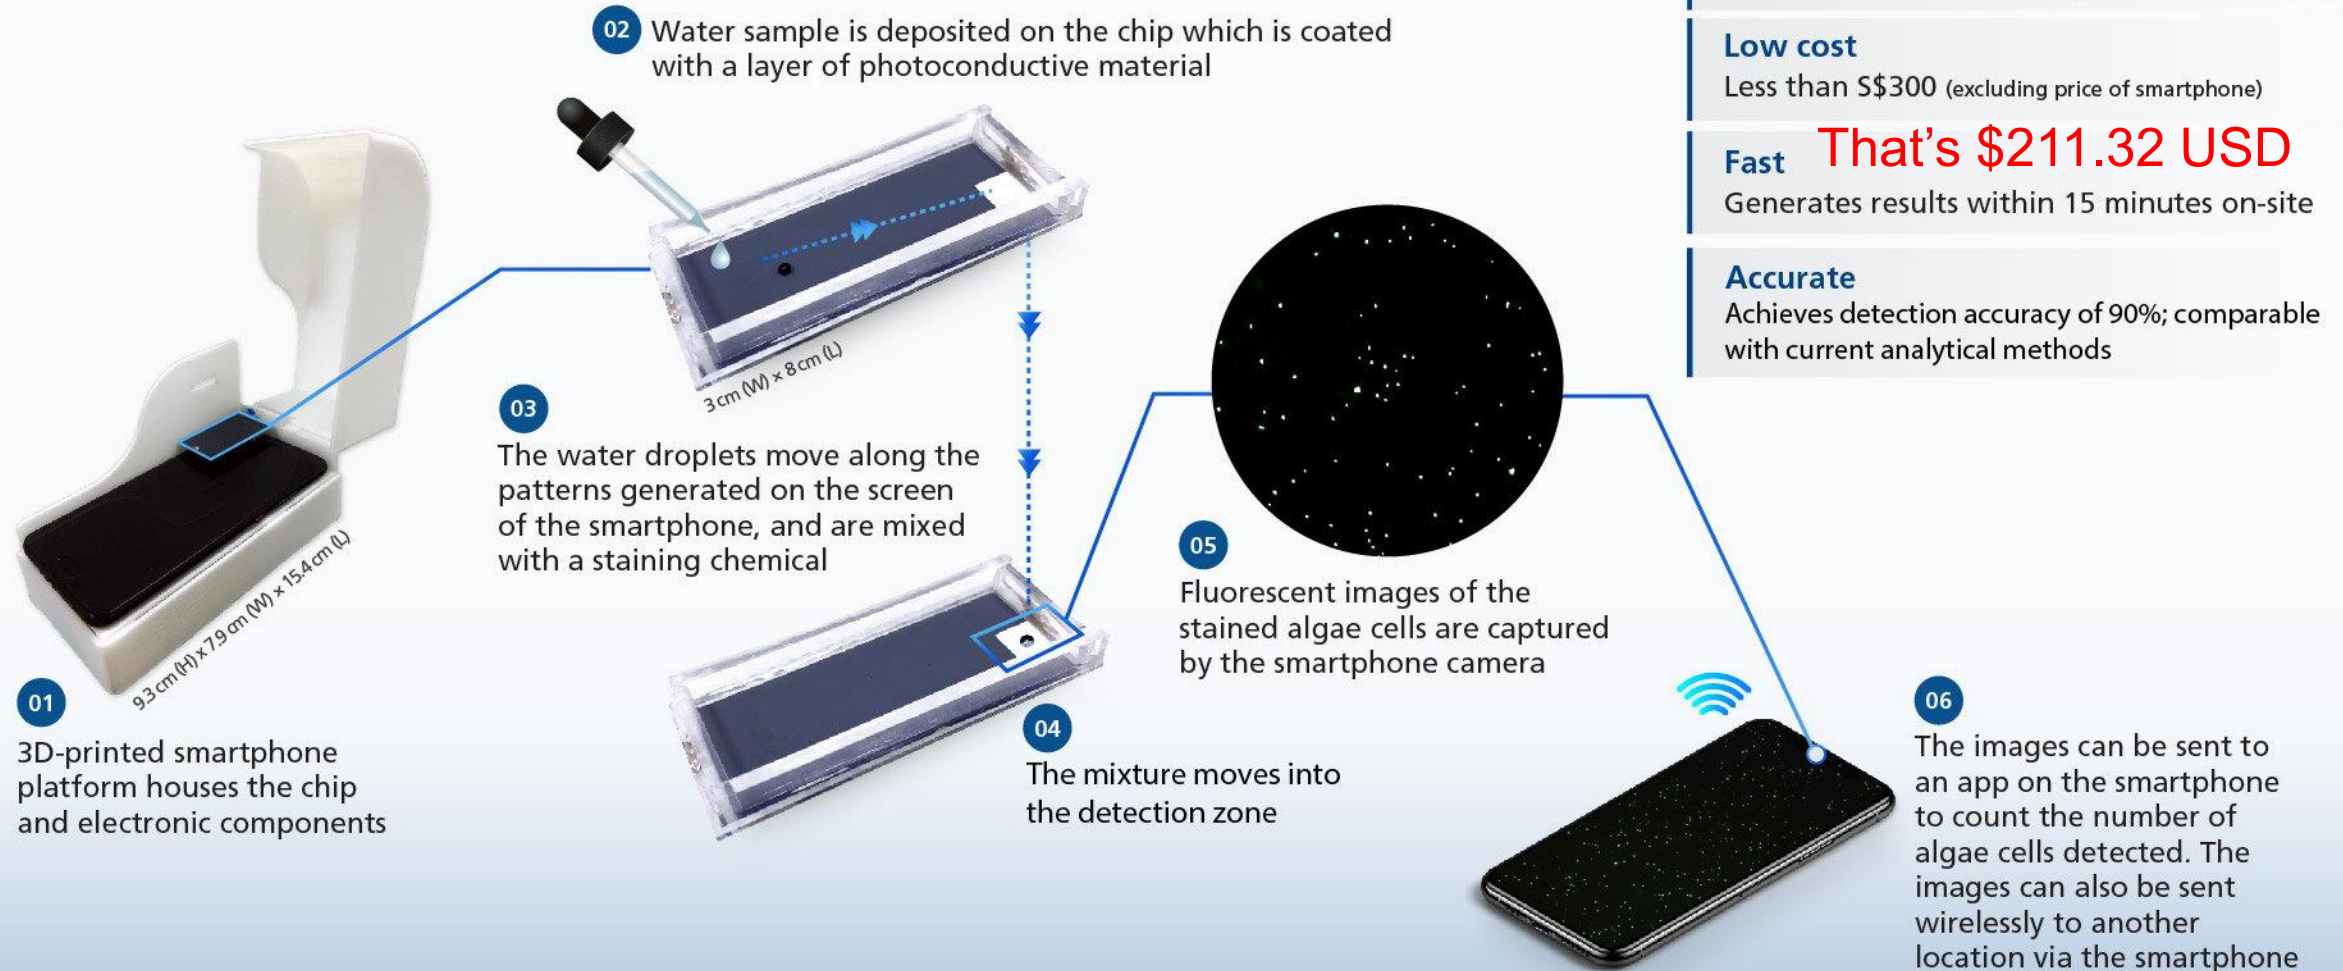 02
Water sample is deposited on the chip which is coated
with a layer of photoconductive material
Low cost
Less than S$300 (excluding price of smartphone)
That's $211.32 USD
Fast
Generates results within 15 minutes on-site
Accurate
Achieves detection accuracy of 90%; comparable
with current analytical methods
3 cm (W) × 8 cm (L)
03
The water droplets move along the
patterns generated on the screen
of the smartphone, and are mixed
with a staining chemical
9.3 cm (H) × 7.9 cm (W) × 15.4 cm (L)
01
3D-printed smartphone
platform houses the chip
and electronic components
04
The mixture moves into
the detection zone
05
Fluorescent images of the
stained algae cells are captured
by the smartphone camera
06
The images can be sent to
an app on the smartphone
to count the number of
algae cells detected. The
images can also be sent
wirelessly to another
location via the smartphone